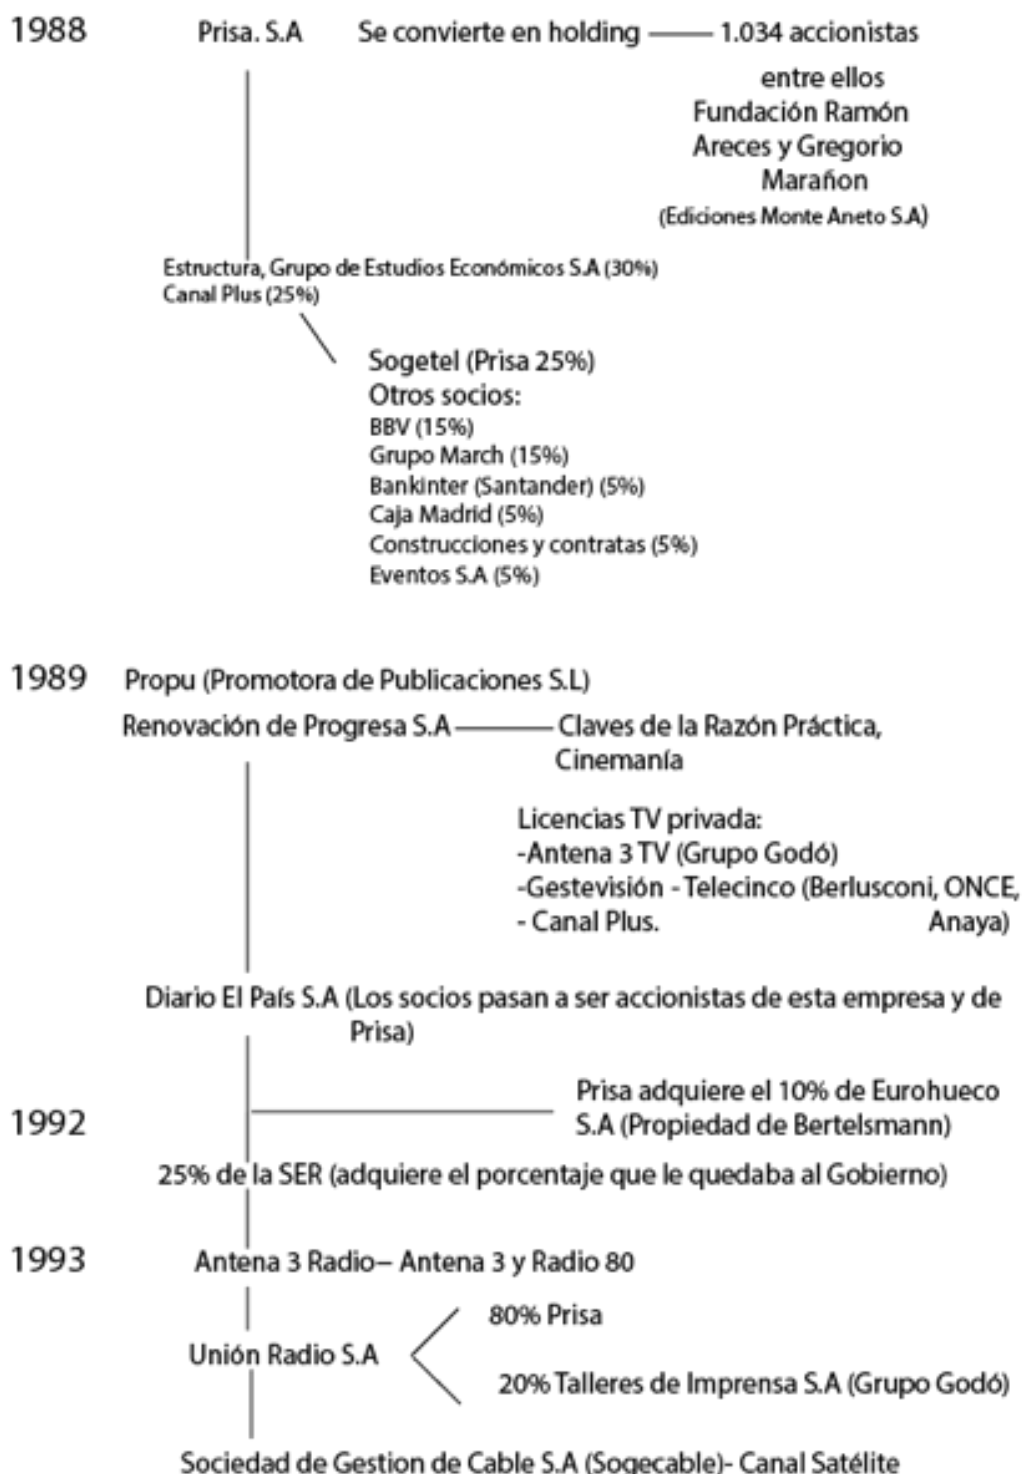 1988 Prisa. S.A Se convierte en holding 1.034 accionistas
entre ellos
Fundación Ramón
Areces y Gregorio
Marañon
(Ediciones Monte Aneto S.A)
Estructura, Grupo de Estudios Económicos S.A (30%)
Canal Plus (25%)
Sogetel (Prisa 25%)
Otros socios:
BBV (15%)
Grupo March (15%)
Bankinter (Santander) (5%)
Caja Madrid (5%)
Construcciones y contratas (5%)
Eventos S.A (5%)
1989 Propu (Promotora de Publicaciones S.L)
Renovación de Progresa S.A Claves de la Razón Práctica,
Cinemanía
Licencias TV privada:
-Antena 3 TV (Grupo Godó)
-Gestevisión - Telecinco (Berlusconi, ONCE,
- Canal Plus. Anaya)
Diario El País S.A (Los socios pasan a ser accionistas de esta empresa y de
Prisa)
Prisa adquiere el 10% de Eurohueco
1992 S.A (Propiedad de Bertelsmann)
25% de la SER (adquiere el porcentaje que le quedaba al Gobierno)
1993 Antena 3 Radio– Antena 3 y Radio 80
80% Prisa
Unión Radio S.A
20% Talleres de Imprensa S.A (Grupo Godó)
Sociedad de Gestion de Cable S.A (Sogecable)- Canal Satélite